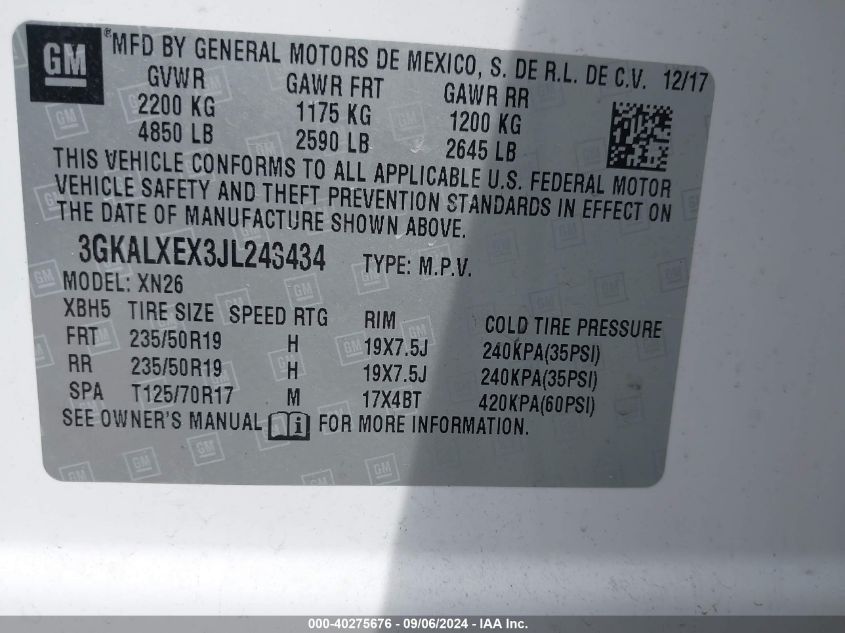 GM
® MFD BY GENERAL MOTORS DE MEXICO, S. DE R.L. DE C.V. 12/17
GVWR GAWR FRT GAWR RR
2200 KG 1175 KG 1200 KG
4850 LB 2590 LB 2645 LB
THIS VEHICLE CONFORMS TO ALL APPLICABLE U.S. FEDERAL MOTOR
VEHICLE SAFETY AND THEFT PREVENTION STANDARDS IN EFFECT ON
THE DATE OF MANUFACTURE SHOWN ABOVE.
3GKALXEX3JL243434 TYPE: M.P.V.
MODEL: XN26
XBH5 TIRE SIZE SPEED RTG RIM COLD TIRE PRESSURE
FRT 235/50R19 H 19X7.5J 240KPA(35PSI)
RR 235/50R19 H 19X7.5J 240KPA(35PSI)
SPA T125/70R17 M 17X4BT 420KPA(60PSI)
SEE OWNER'S MANUAL FOR MORE INFORMATION.
000-40275676 - 09/06/2024 - IAA Inc.